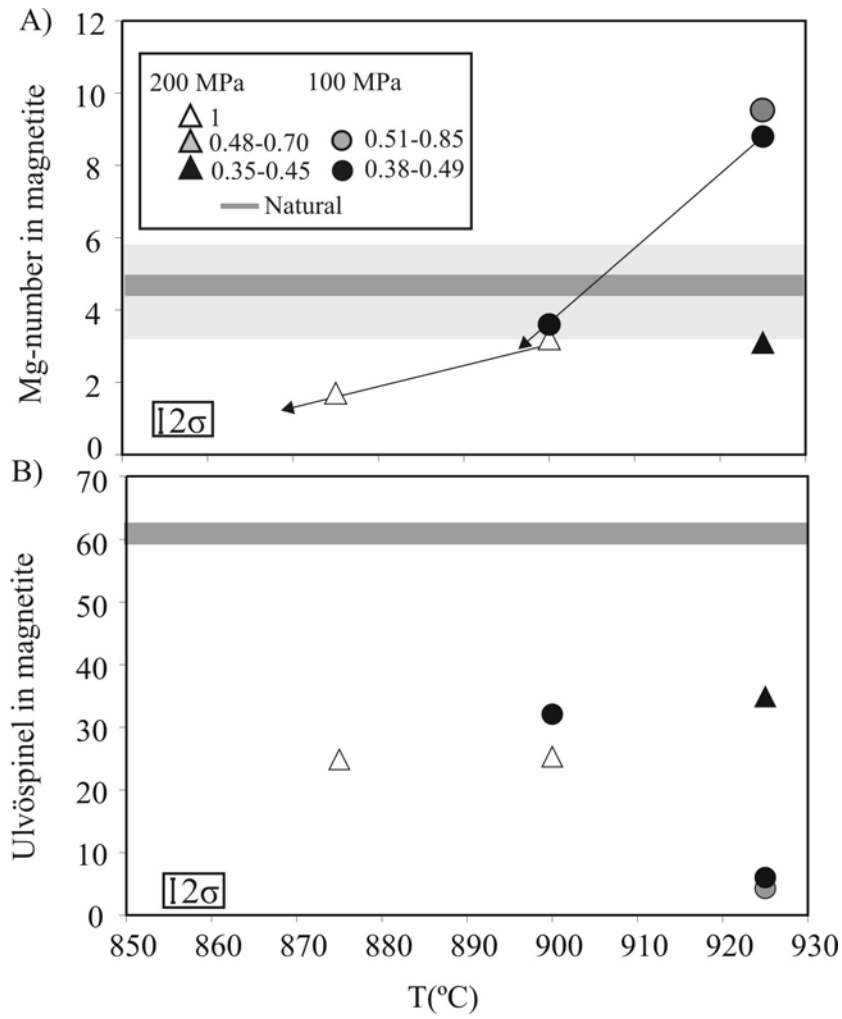 A)
Mg-number in magnetite
12
10
8
6
4
2
0
200 MPa 100 MPa
1
0.48-0.70 0.51-0.85
0.35-0.45 0.38-0.49
Natural
2σ
B)
Ulvöspinel in magnetite
70
60
50
40
30
20
10
0
2σ
850 860 870 880 890 900 910 920 930
T(ºC)